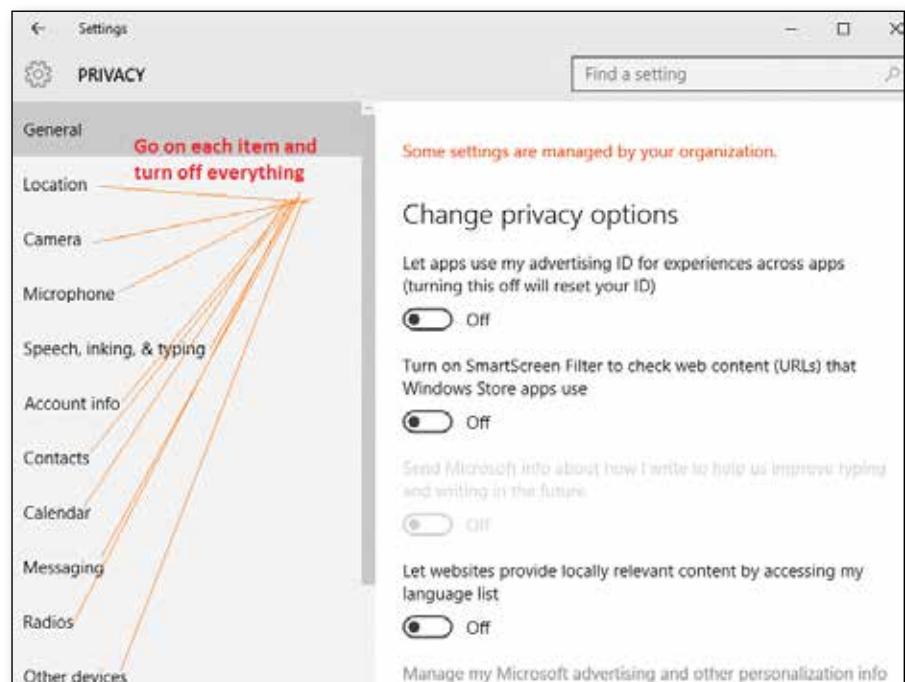 Settings
PRIVACY
Find a setting
General
Go on each item and
turn off everything
Location
Camera
Microphone
Speech, inking, & typing
Account info
Contacts
Calendar
Messaging
Radios
Other devices
Some settings are managed by your organization.
Change privacy options
Let apps use my advertising ID for experiences across apps
(turning this off will reset your ID)
Off
Turn on SmartScreen Filter to check web content (URLs) that
Windows Store apps use
Off
Send Microsoft info about how I write to help us improve typing
and writing in the future
Off
Let websites provide locally relevant content by accessing my
language list
Off
Manage my Microsoft advertising and other personalization info